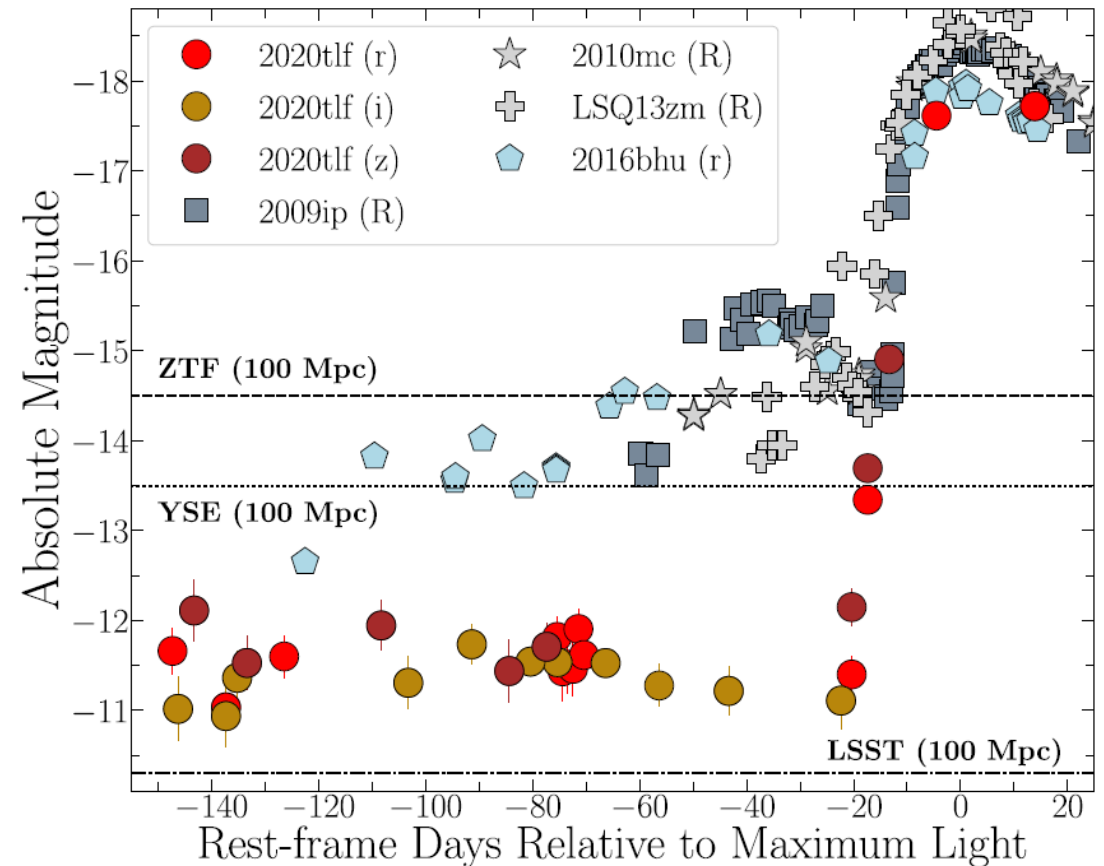 2020tlf (r)
2020tlf (i)
2020tlf (z)
2009ip (R)
2010mc (R)
LSQ13zm (R)
2016bhu (r)
−18
−17
−16
−15
−14
−13
−12
−11
Absolute Magnitude
ZTF (100 Mpc)
YSE (100 Mpc)
LSST (100 Mpc)
−140
−120
−100
−80
−60
−40
−20
0
20
Rest-frame Days Relative to Maximum Light